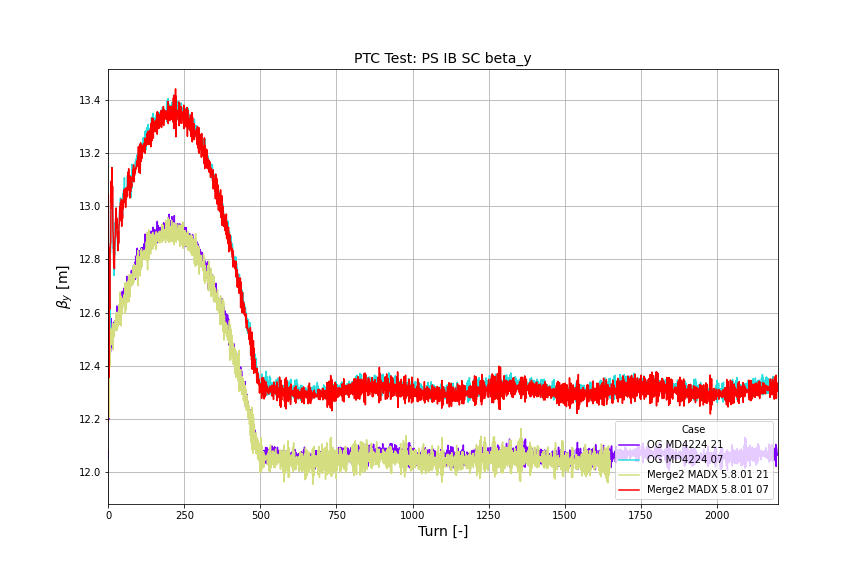 PTC Test: PS IB SC beta_y
13.4
13.2
13.0
12.8
12.6
12.4
12.2
12.0
β_y [m]
0 250 500 750 1000 1250 1500 1750 2000
Turn [-]
Case
OG MD4224 21
OG MD4224 07
Merge2 MADX 5.8.01 21
Merge2 MADX 5.8.01 07